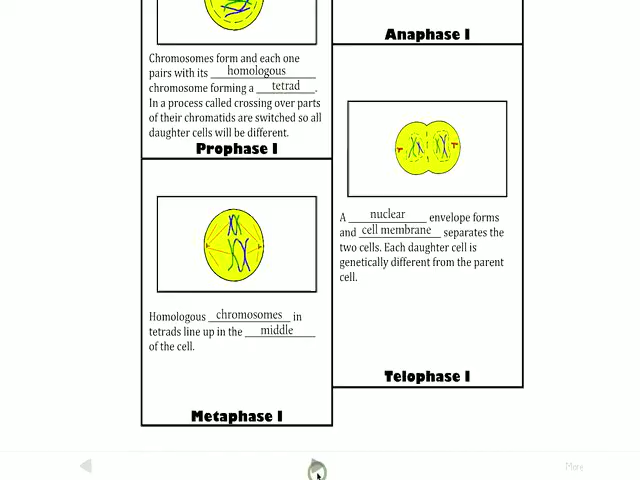 Chromosomes form and each one
pairs with its homologous
chromosome forming a tetrad.
In a process called crossing over parts
of their chromatids are switched so all
daughter cells will be different.
Prophase I
Homologous chromosomes in
tetrads line up in the middle
of the cell.
Metaphase I
Anaphase I
A nuclear envelope forms
and cell membrane separates the
two cells. Each daughter cell is
genetically different from the parent
cell.
Telophase I
More